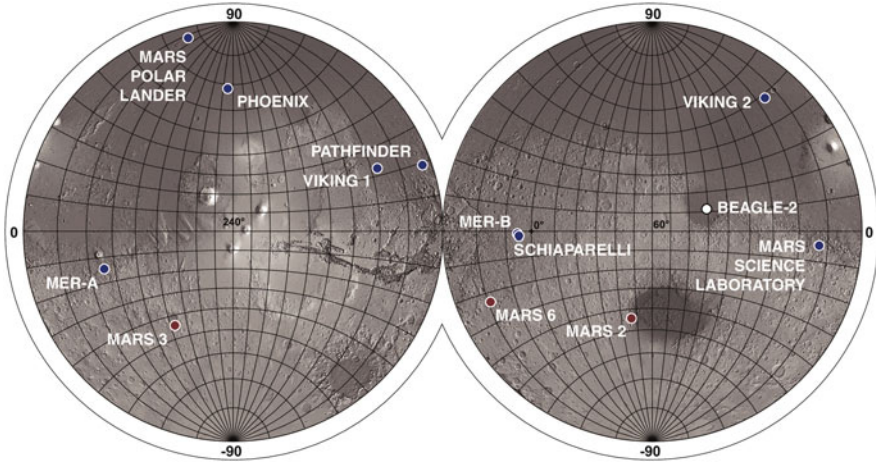 90
MARS
POLAR
LANDER
PHOENIX
PATHFINDER
VIKING 1
240°
0
MER-A
MARS 3
-90
90
VIKING 2
BEAGLE-2
MER-B
0°
60°
0
SCHIAPARELLI
MARS
SCIENCE
LABORATORY
MARS 6
MARS 2
-90